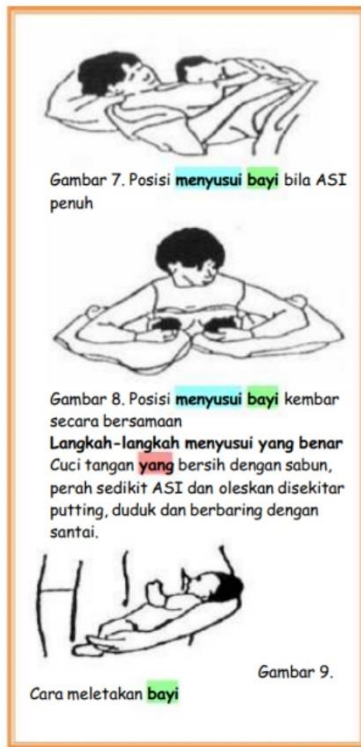 Gambar 7. Posisi menyusui bayi bila ASI
penuh
Gambar 8. Posisi menyusui bayi kembar
secara bersamaan
Langkah-langkah menyusui yang benar
Cuci tangan yang bersih dengan sabun,
perah sedikit ASI dan oleskan disekitar
putting, duduk dan berbaring dengan
santai.
Gambar 9.
Cara meletakan bayi